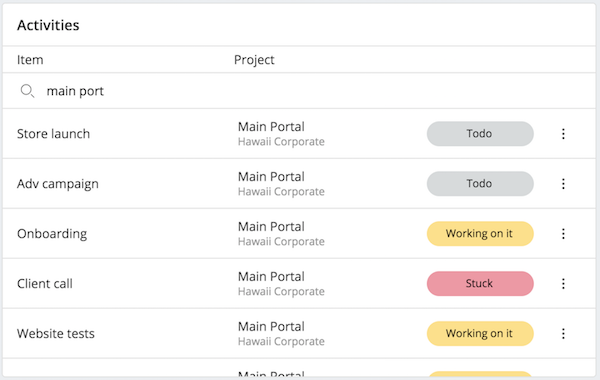 Activities
Item Project
main port
Store launch Main Portal Todo
Hawaii Corporate
Adv campaign Main Portal Todo
Hawaii Corporate
Onboarding Main Portal Working on it
Hawaii Corporate
Client call Main Portal Stuck
Hawaii Corporate
Website tests Main Portal Working on it
Hawaii Corporate
Main Portal